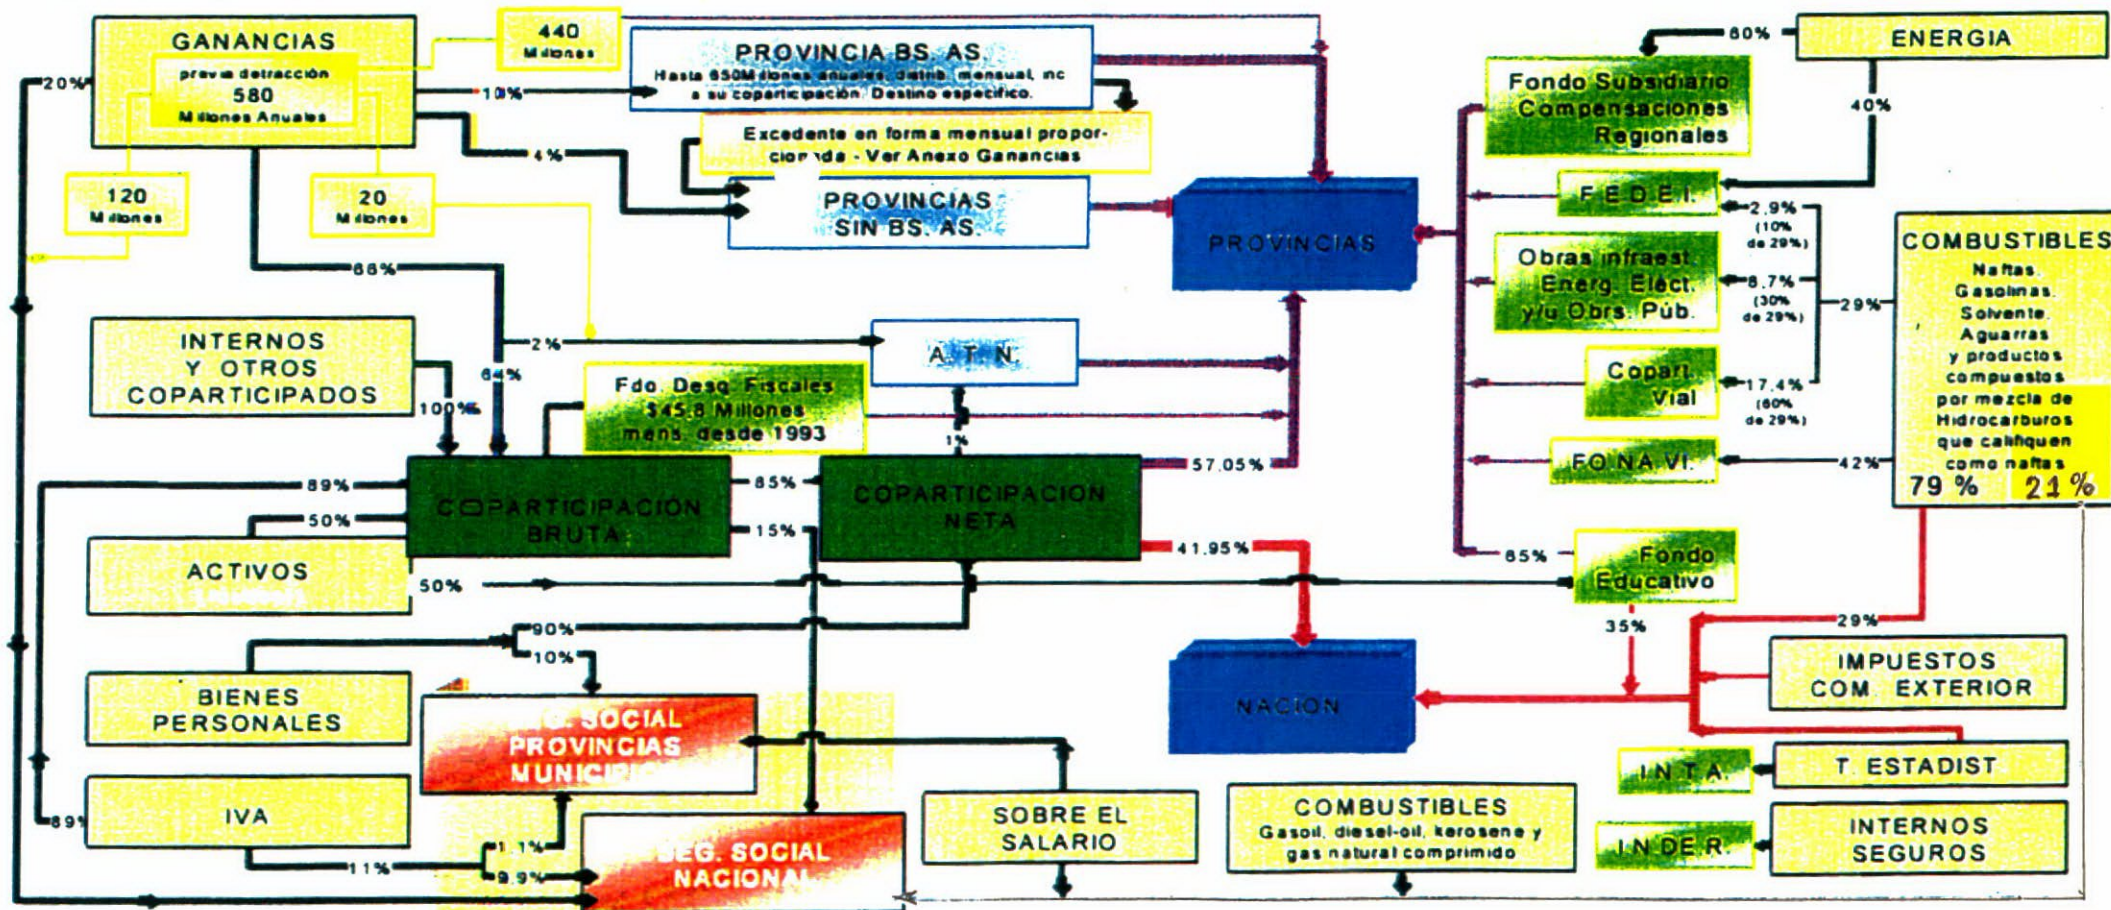 GANANCIAS
previa detracción
580
Millones Anuales
440
Millones
20%
120
Millones
20
Millones
PROVINCIA BS. AS.
Hasta 650Millones anuales, distrib. mensual, inc
a su coparticipación. Destino especifico.
4%
Excedente en forma mensual propor-
- Ver Anexo Ganancias
PROVINCIAS
SIN BS. AS.
PROVINCIAS
60%
ENERGIA
40%
Fondo Subsidiario
Compensaciones
Regionales
F.E.D.E.I.
2.9%
(10%
de 29%)
Obras infraest.
Energ. Eléct.
y/u Obrs. Púb.
8.7%
(30%
de 29%)
29%
Copart.
Vial
17.4%
(60%
de 29%)
FO.NA.VI.
42%
COMBUSTIBLES
Naftas,
Gasolinas,
Solvente,
Aguarras
y productos
compuestos
por mezcla de
Hidrocarburos
que califiquen
como naftas
79 %
21 %
66%
INTERNOS
Y OTROS
COPARTICIPADOS
100%
64%
2%
A. T. N.
Fdo. Desq. Fiscales
$45.8 Millones
mens. desde 1993
1%
89%
50%
COPARTICIPACION
BRUTA
85%
15%
COPARTICIPACION
NETA
57.05%
41.95%
ACTIVOS
50%
65%
Fondo
Educativo
35%
29%
90%
10%
BIENES
PERSONALES
NACION
IMPUESTOS
COM. EXTERIOR
SOCIAL
PROVINCIAS
I.N.T.A.
T. ESTADIST.
IVA
89%
11%
1.1%
9.9%
SEG. SOCIAL
NACIONAL
SOBRE EL
SALARIO
COMBUSTIBLES
Gasoil, diesel-oil, kerosene y
gas natural comprimido
IN.DE.R.
INTERNOS
SEGUROS